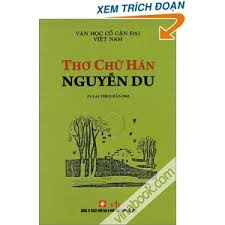 XEM TRÍCH ĐOẠN
VĂN HỌC CỔ CẬN ĐẠI
VIỆT NAM
THƠ CHỮ HÁN
NGUYỄN DU
vinabook.com